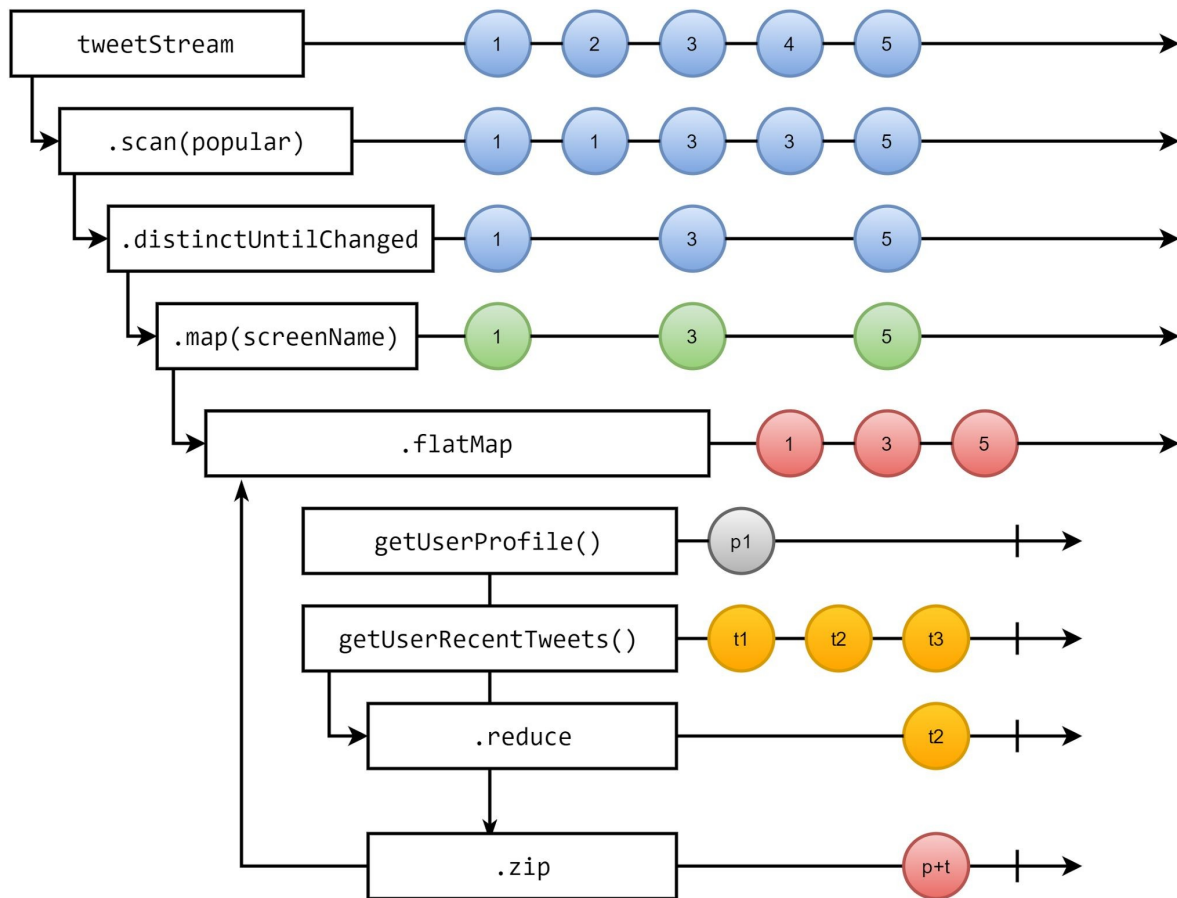 tweetStream 1 2 3 4 5
.scan(popular) 1 1 3 3 5
.distinctUntilChanged 1 3 5
.map(screenName) 1 3 5
.flatMap 1 3 5
getUserProfile() p1
getUserRecentTweets() t1 t2 t3
.reduce t2
.zip p+t